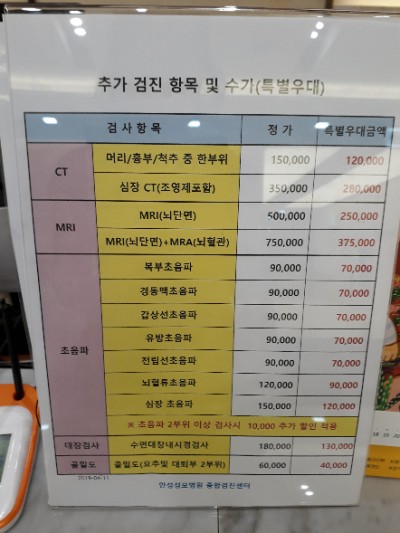 추가 검진 항목 및 수가(특별우대)
검사항목 정 가 특별우대금액
CT 머리/흉부/척추 중 한부위 150,000 120,000
심장 CT(조영제포함) 350,000 280,000
MRI MRI(뇌단면) 500,000 250,000
MRI(뇌단면)+MRA(뇌혈관) 750,000 375,000
초음파 복부초음파 90,000 70,000
경동맥초음파 90,000 70,000
갑상선초음파 90,000 70,000
유방초음파 90,000 70,000
전립선초음파 90,000 70,000
뇌혈류초음파 120,000 90,000
심장 초음파 150,000 120,000
※ 초음파 2부위 이상 검사시 10,000 추가 할인 적용
대장검사 수면대장내시경검사 180,000 130,000
골밀도 골밀도(요추및 대퇴부 2부위) 60,000 40,000
2019-06-11
안성성모병원 종합검진센터